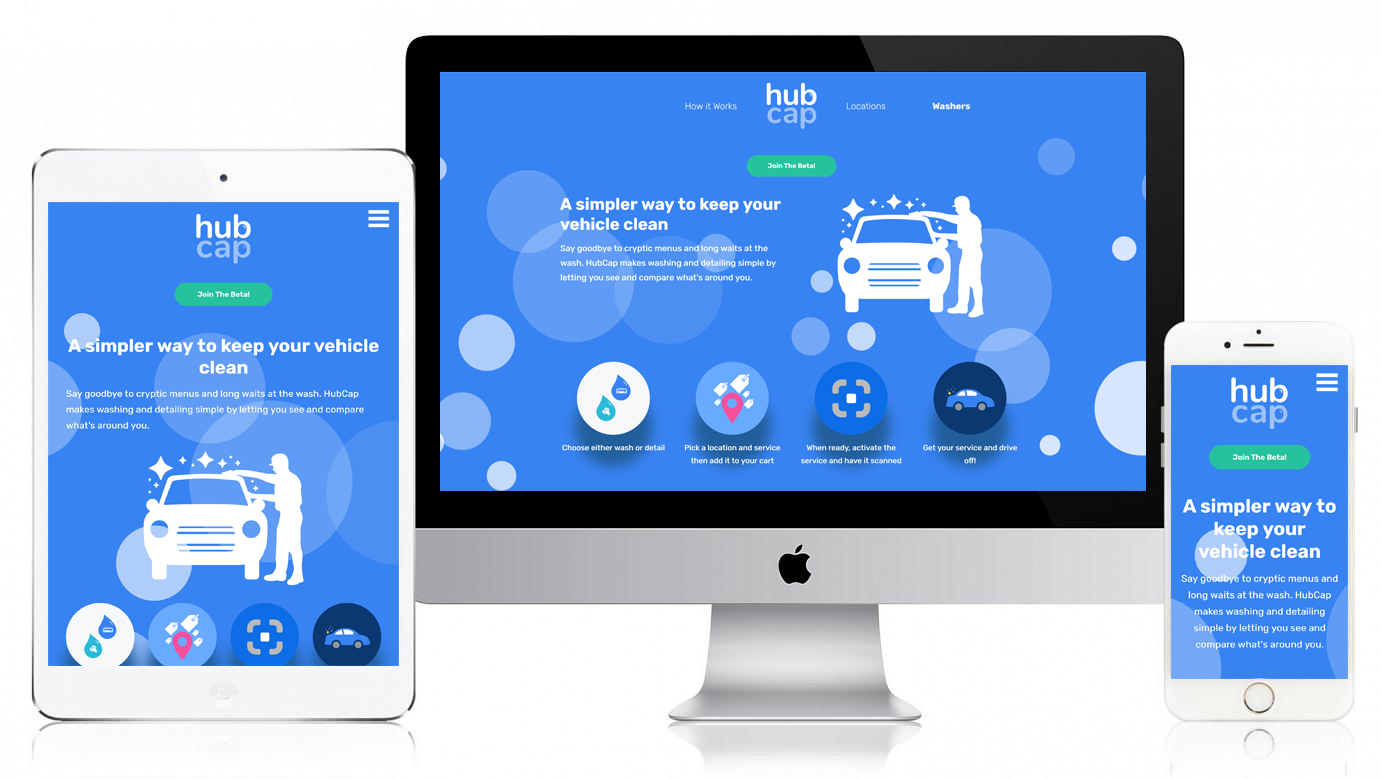 hub
cap
Join The Beta!
A simpler way to keep your vehicle
clean
Say goodbye to cryptic menus and long waits at the wash. HubCap
makes washing and detailing simple by letting you see and compare
what's around you.
How it Works
hub
cap
Locations
Washers
Join The Beta!
A simpler way to keep your
vehicle clean
Say goodbye to cryptic menus and long waits at the
wash. HubCap makes washing and detailing simple by
letting you see and compare what's around you.
Choose either wash or detail
Pick a location and service
then add it to your cart
When ready, activate the
service and have it scanned
Get your service and drive
off!
hub
cap
Join The Beta!
A simpler way to
keep your
vehicle clean
Say goodbye to cryptic menus and
long waits at the wash. HubCap
makes washing and detailing
simple by letting you see and
compare what's around you.